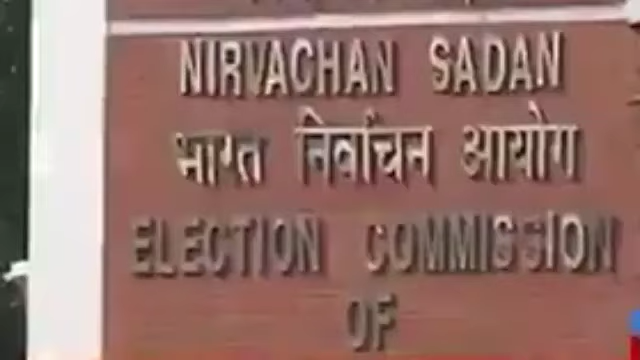 NIRVACHAN SADAN
भारत निर्वाचन आयोग
ELECTION COMMISSION
OF